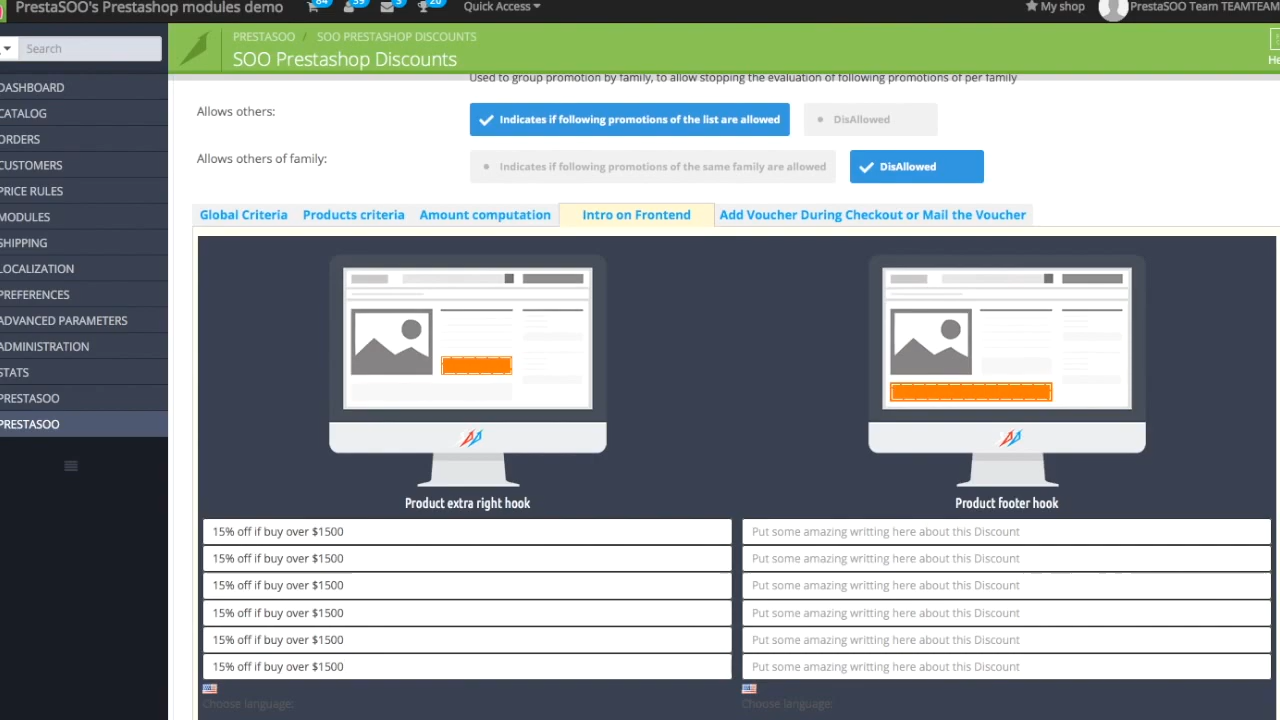 PrestaSOO's Prestashop modules demo 84 39 5 20 Quick Access My shop PrestaSOO Team TEAMTEAM
Search
PRESTASOO / SOO PRESTASHOP DISCOUNTS
SOO Prestashop Discounts
He
DASHBOARD
CATALOG
ORDERS
CUSTOMERS
PRICE RULES
MODULES
SHIPPING
LOCALIZATION
PREFERENCES
ADVANCED PARAMETERS
ADMINISTRATION
STATS
PRESTASOO
PRESTASOO
Used to group promotion by family, to allow stopping the evaluation of following promotions of per family
Allows others: Indicates if following promotions of the list are allowed DisAllowed
Allows others of family: Indicates if following promotions of the same family are allowed DisAllowed
Global Criteria Products criteria Amount computation Intro on Frontend Add Voucher During Checkout or Mail the Voucher
Product extra right hook Product footer hook
15% off if buy over $1500 Put some amazing writting here about this Discount
15% off if buy over $1500 Put some amazing writting here about this Discount
15% off if buy over $1500 Put some amazing writting here about this Discount
15% off if buy over $1500 Put some amazing writting here about this Discount
15% off if buy over $1500 Put some amazing writting here about this Discount
15% off if buy over $1500 Put some amazing writting here about this Discount
Choose language: Choose language: